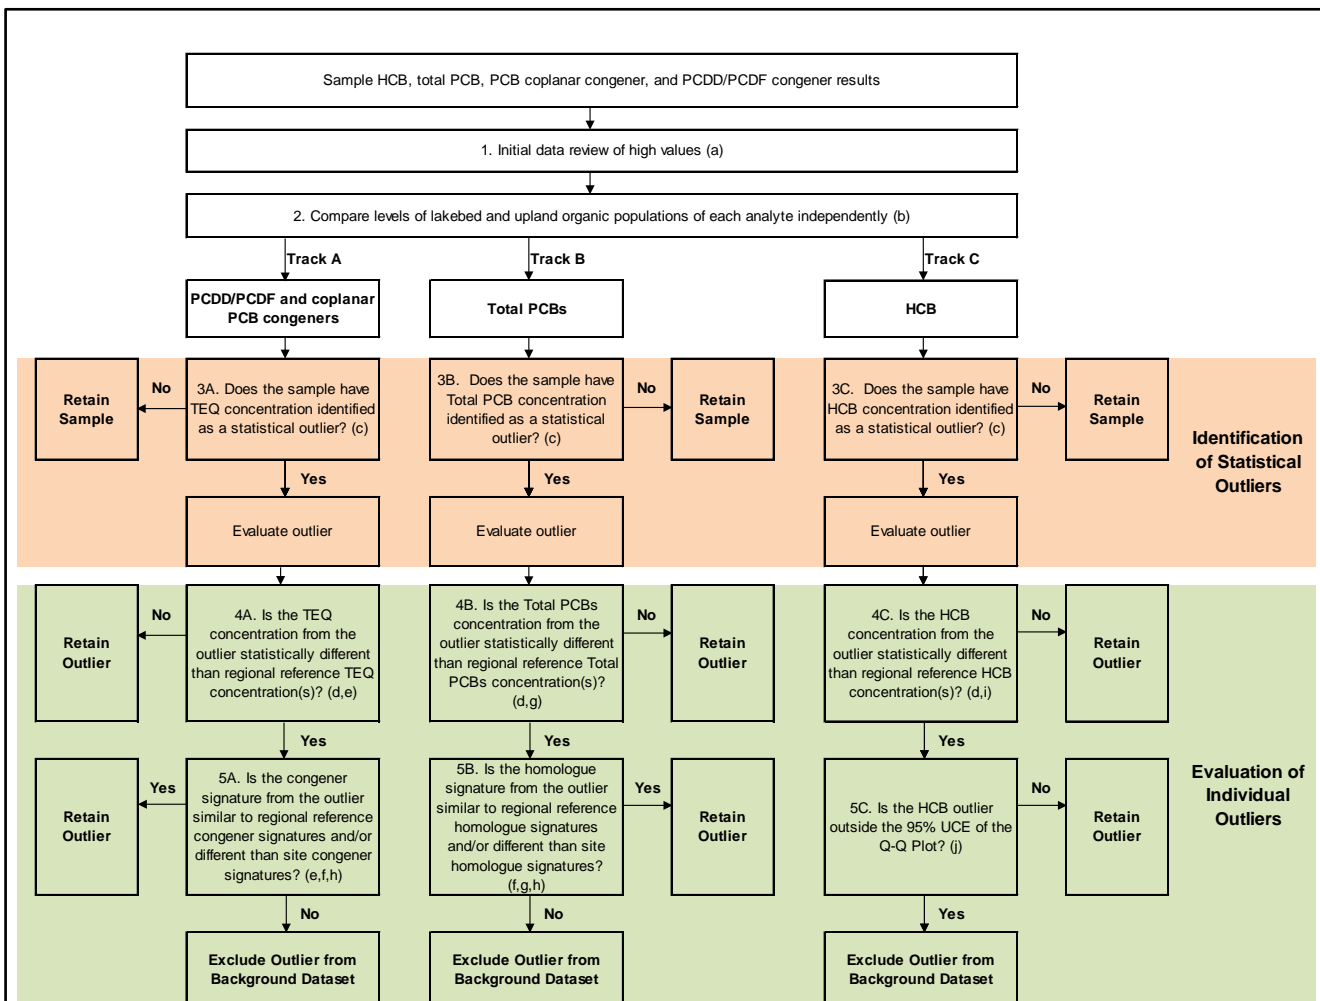 Sample HCB, total PCB, PCB coplanar congener, and PCDD/PCDF congener results
1. Initial data review of high values (a)
2. Compare levels of lakebed and upland organic populations of each analyte independently (b)
Track A
Track B
Track C
PCDD/PCDF and coplanar
PCB congeners
Total PCBs
HCB
Retain
Sample
No
3A. Does the sample have
TEQ concentration identified
as a statistical outlier? (c)
3B.  Does the sample have
Total PCB concentration
identified as a statistical
outlier? (c)
No
Retain
Sample
3C.  Does the sample have
HCB concentration identified
as a statistical outlier? (c)
No
Retain
Sample
Identification
of Statistical
Outliers
Yes
Yes
Yes
Evaluate outlier
Evaluate outlier
Evaluate outlier
Retain
Outlier
No
4A. Is the TEQ
concentration from the
outlier statistically different
than regional reference TEQ
concentration(s)? (d,e)
4B. Is the Total PCBs
concentration from the
outlier statistically different
than regional reference Total
PCBs concentration(s)?
(d,g)
No
Retain
Outlier
4C. Is the HCB
concentration from the
outlier statistically different
than regional reference HCB
concentration(s)? (d,i)
No
Retain
Outlier
Yes
Yes
Yes
Retain
Outlier
Yes
5A. Is the congener
signature from the outlier
similar to regional reference
congener signatures and/or
different than site congener
signatures? (e,f,h)
5B. Is the homologue
signature from the outlier
similar to regional reference
homologue signatures
and/or different than site
homologue signatures?
(f,g,h)
Yes
Retain
Outlier
5C. Is the HCB outlier
outside the 95% UCE of the
Q-Q Plot? (j)
No
Retain
Outlier
Evaluation of
Individual
Outliers
No
No
Yes
Exclude Outlier from
Background Dataset
Exclude Outlier from
Background Dataset
Exclude Outlier from
Background Dataset